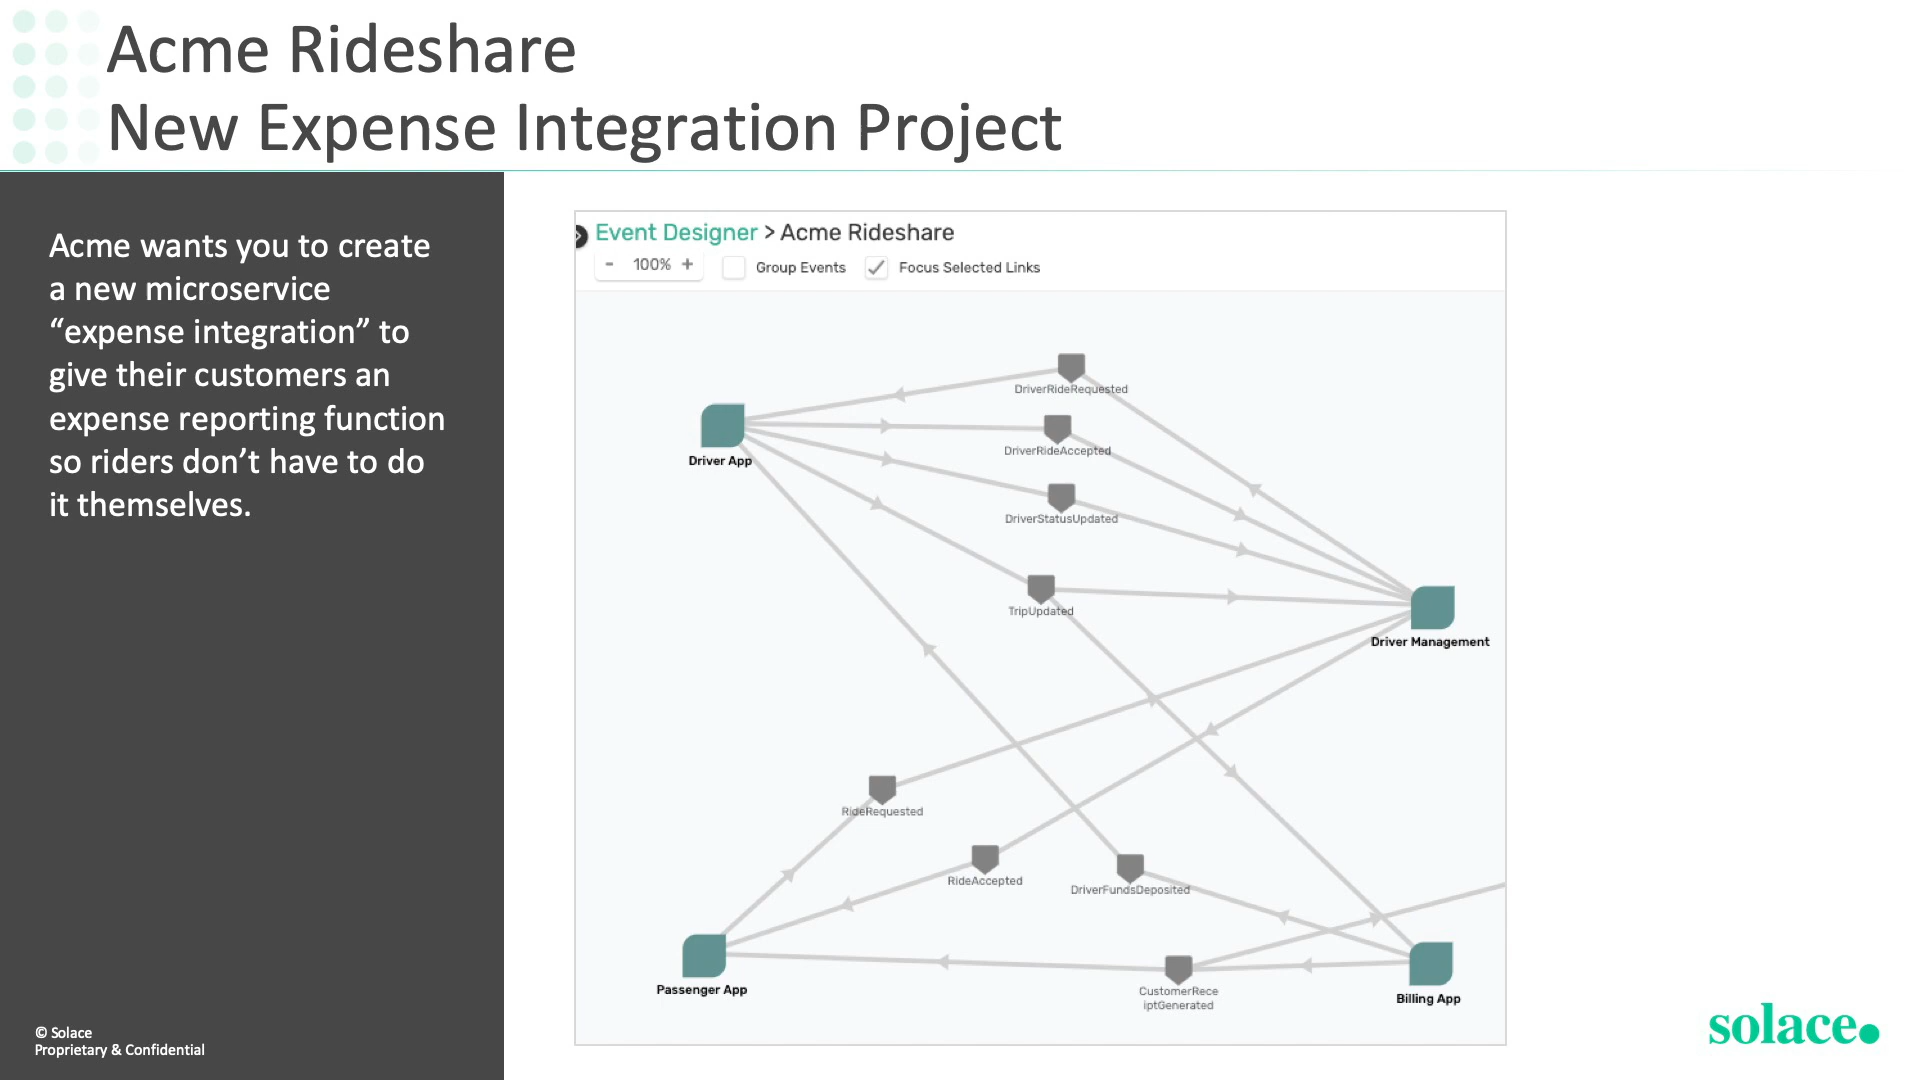 Acme Rideshare
New Expense Integration Project
Acme wants you to create
a new microservice
“expense integration” to
give their customers an
expense reporting function
so riders don’t have to do
it themselves.
Event Designer > Acme Rideshare
- 100% + Group Events Focus Selected Links
DriverRideRequested
DriverRideAccepted
Driver App
DriverStatusUpdated
TripUpdated
Driver Management
RideRequested
RideAccepted
DriverFundsDeposited
Passenger App
CustomerRece
iptGenerated
Billing App
© Solace
Proprietary & Confidential
solace.